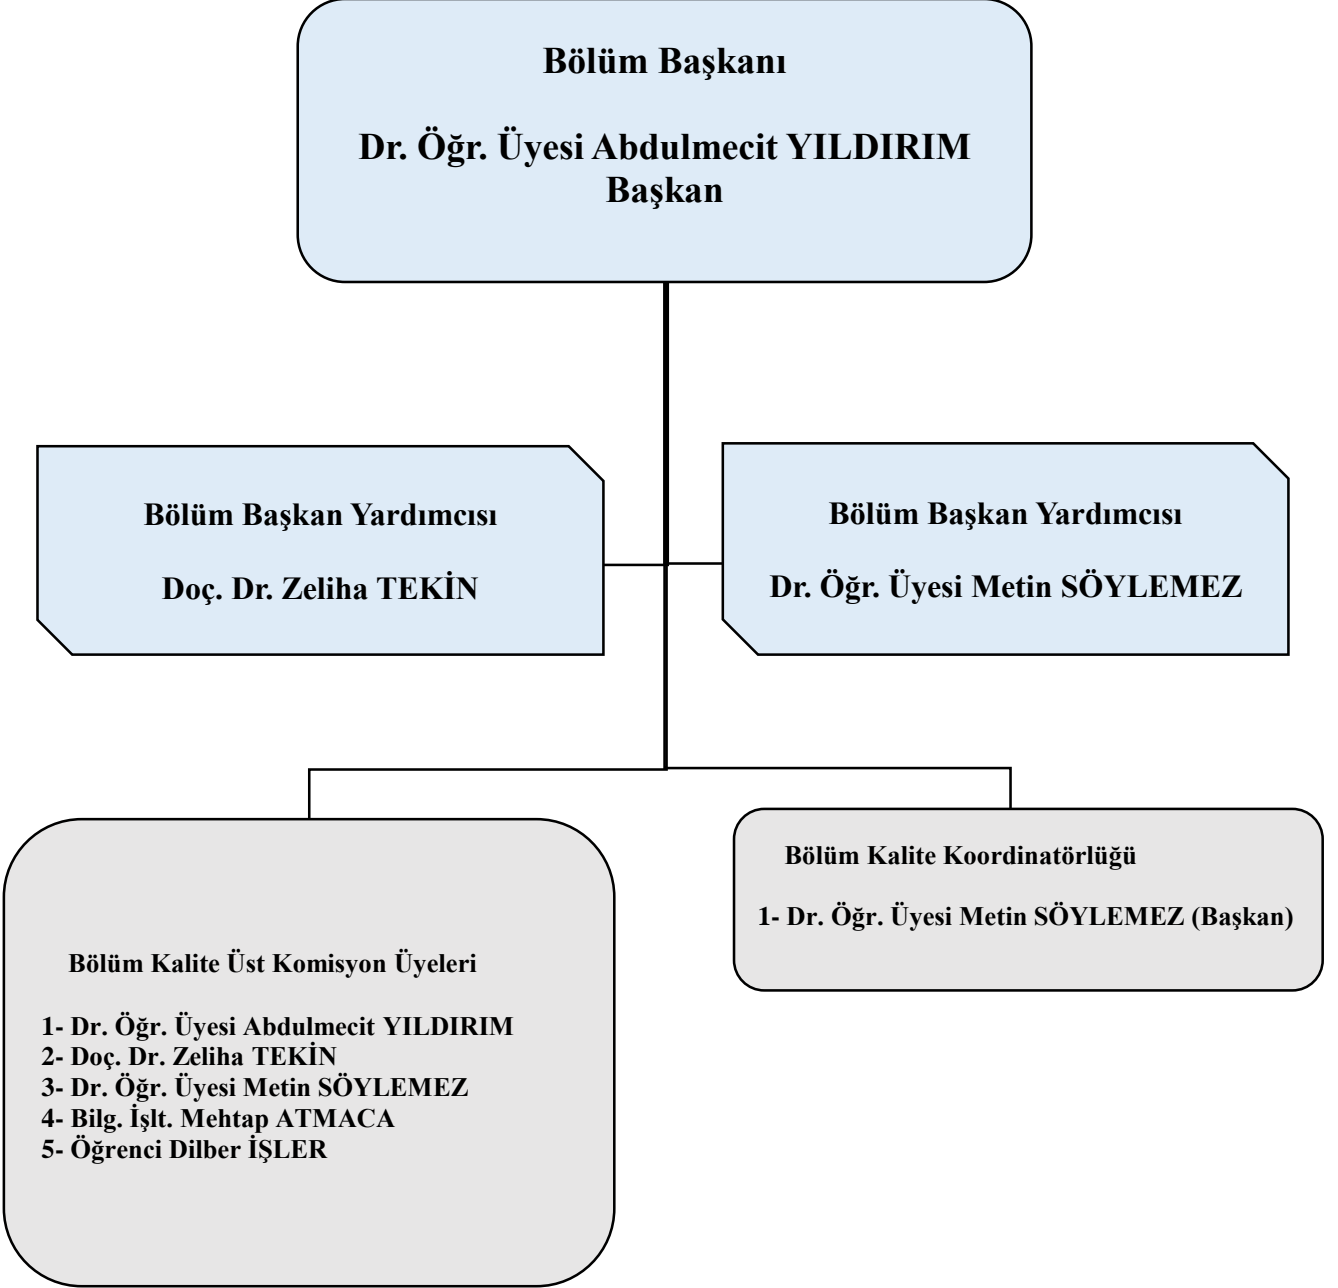 Bölüm Başkanı
Dr. Öğr. Üyesi Abdulmecit YILDIRIM
Başkan
Bölüm Başkan Yardımcısı
Doç. Dr. Zeliha TEKİN
Bölüm Başkan Yardımcısı
Dr. Öğr. Üyesi Metin SÖYLEMEZ
Bölüm Kalite Üst Komisyon Üyeleri
1- Dr. Öğr. Üyesi Abdulmecit YILDIRIM
2- Doç. Dr. Zeliha TEKİN
3- Dr. Öğr. Üyesi Metin SÖYLEMEZ
4- Bilg. İşlt. Mehtap ATMACA
5- Öğrenci Dilber İŞLER
Bölüm Kalite Koordinatörlüğü
1- Dr. Öğr. Üyesi Metin SÖYLEMEZ (Başkan)